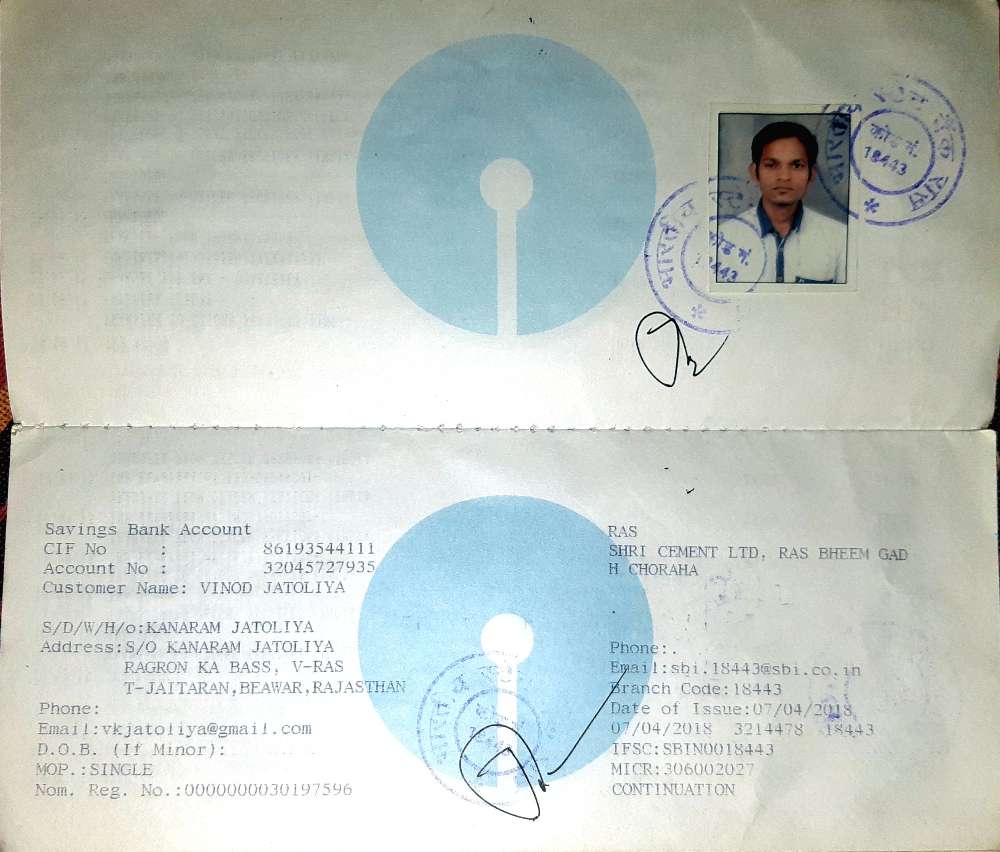 भारतीय स्टेट बैंक रास
कोड नं.
18443
भारतीय स्ट
कोड नं.
18443
Savings Bank Account
CIF No : 86193544111
Account No : 32045727935
Customer Name: VINOD JATOLIYA
S/D/W/H/o:KANARAM JATOLIYA
Address:S/O KANARAM JATOLIYA
RAGRON KA BASS, V-RAS
T-JAITARAN,BEAWAR,RAJASTHAN
Phone:
Email:vkjatoliya@gmail.com
D.O.B. (If Minor):
MOP.:SINGLE
Nom. Reg. No.:0000000030197596
RAS
SHRI CEMENT LTD, RAS BHEEM GAD
H CHORAHA
Phone:.
Email:sbi.18443@sbi.co.in
Branch Code:18443
Date of Issue:07/04/2018
07/04/2018 3214478 18443
IFSC:SBIN0018443
MICR:306002027
CONTINUATION